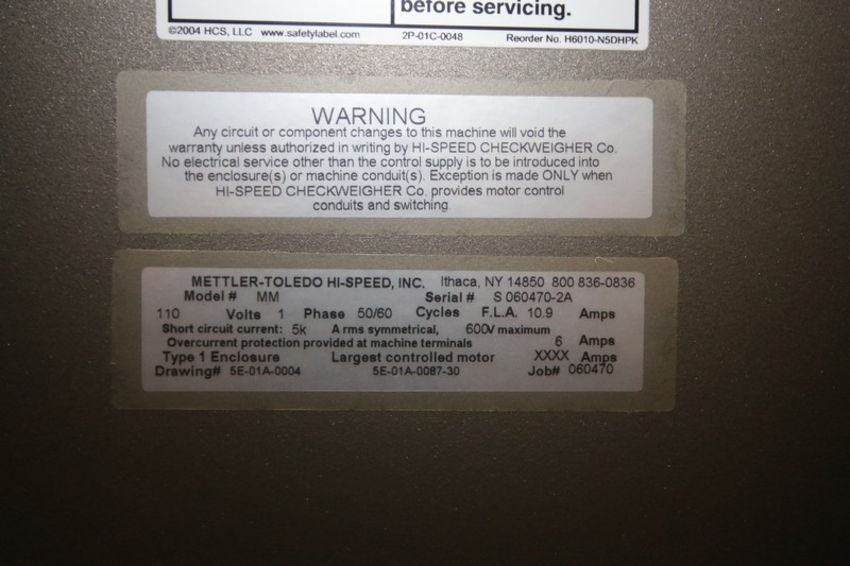 before servicing.
©2004 HCS, LLC www.safetylabel.com 2P-01C-0048 Reorder No. H6010-N5DHPK
WARNING
Any circuit or component changes to this machine will void the
warranty unless authorized in writing by HI-SPEED CHECKWEIGHER Co.
No electrical service other than the control supply is to be introduced into
the enclosure(s) or machine conduit(s). Exception is made ONLY when
HI-SPEED CHECKWEIGHER Co. provides motor control
conduits and switching
METTLER-TOLEDO HI-SPEED, INC. Ithaca, NY 14850 800 836-0836
Model # MM Serial # S 060470-2A
110 Volts 1 Phase 50/60 Cycles F.L.A. 10.9 Amps
Short circuit current: 5k A rms symmetrical, 600V maximum
Overcurrent protection provided at machine terminals 6 Amps
Type 1 Enclosure Largest controlled motor XXXX Amps
Drawing# 5E-01A-0004 5E-01A-0087-30 Job# 060470